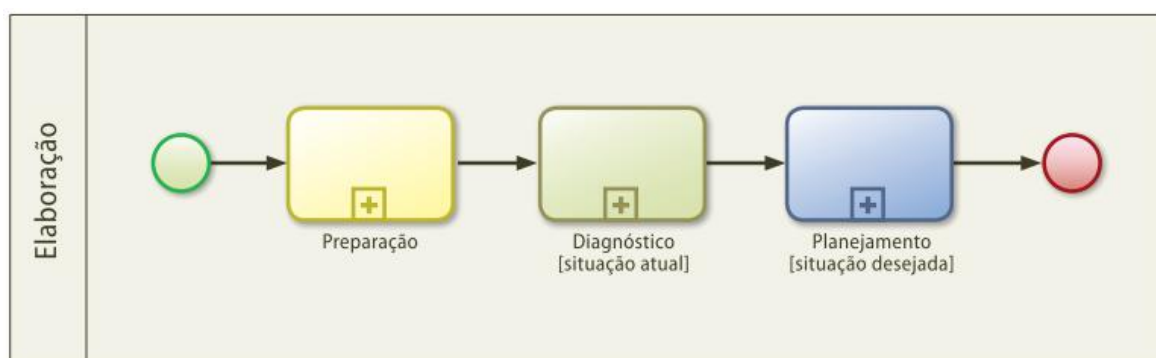 Elaboração
Preparação
Diagnóstico
[situação atual]
Planejamento
[situação desejada]